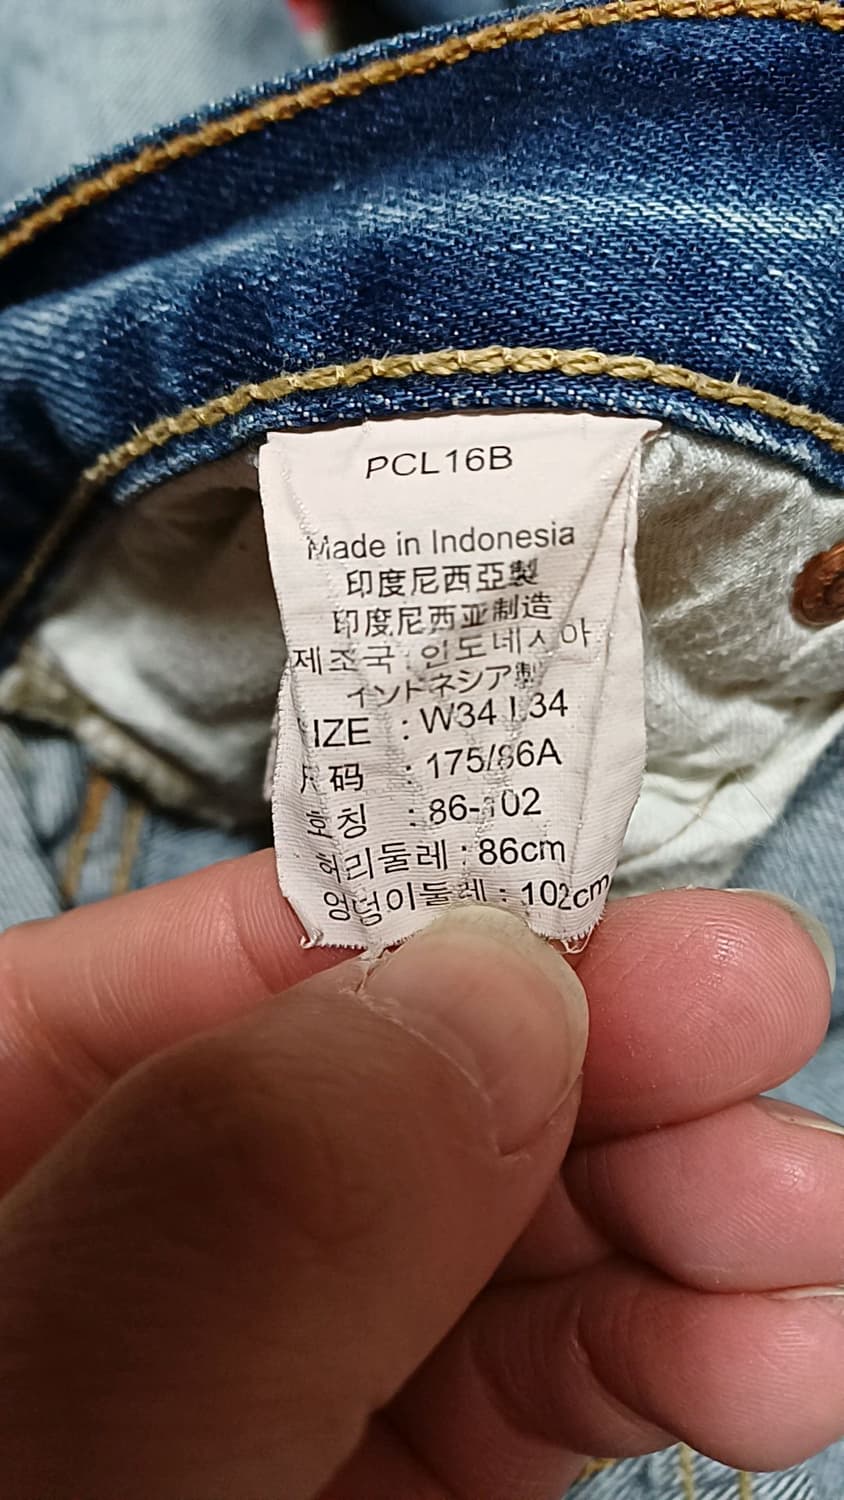 PCL16B
Made in Indonesia
印度尼西亞製
印度尼西亚制造
제조국 : 인도네시아
インドネシア製
SIZE : W34 L34
尺码 : 175/86A
호칭 : 86-102
허리둘레 : 86cm
엉덩이둘레 : 102cm